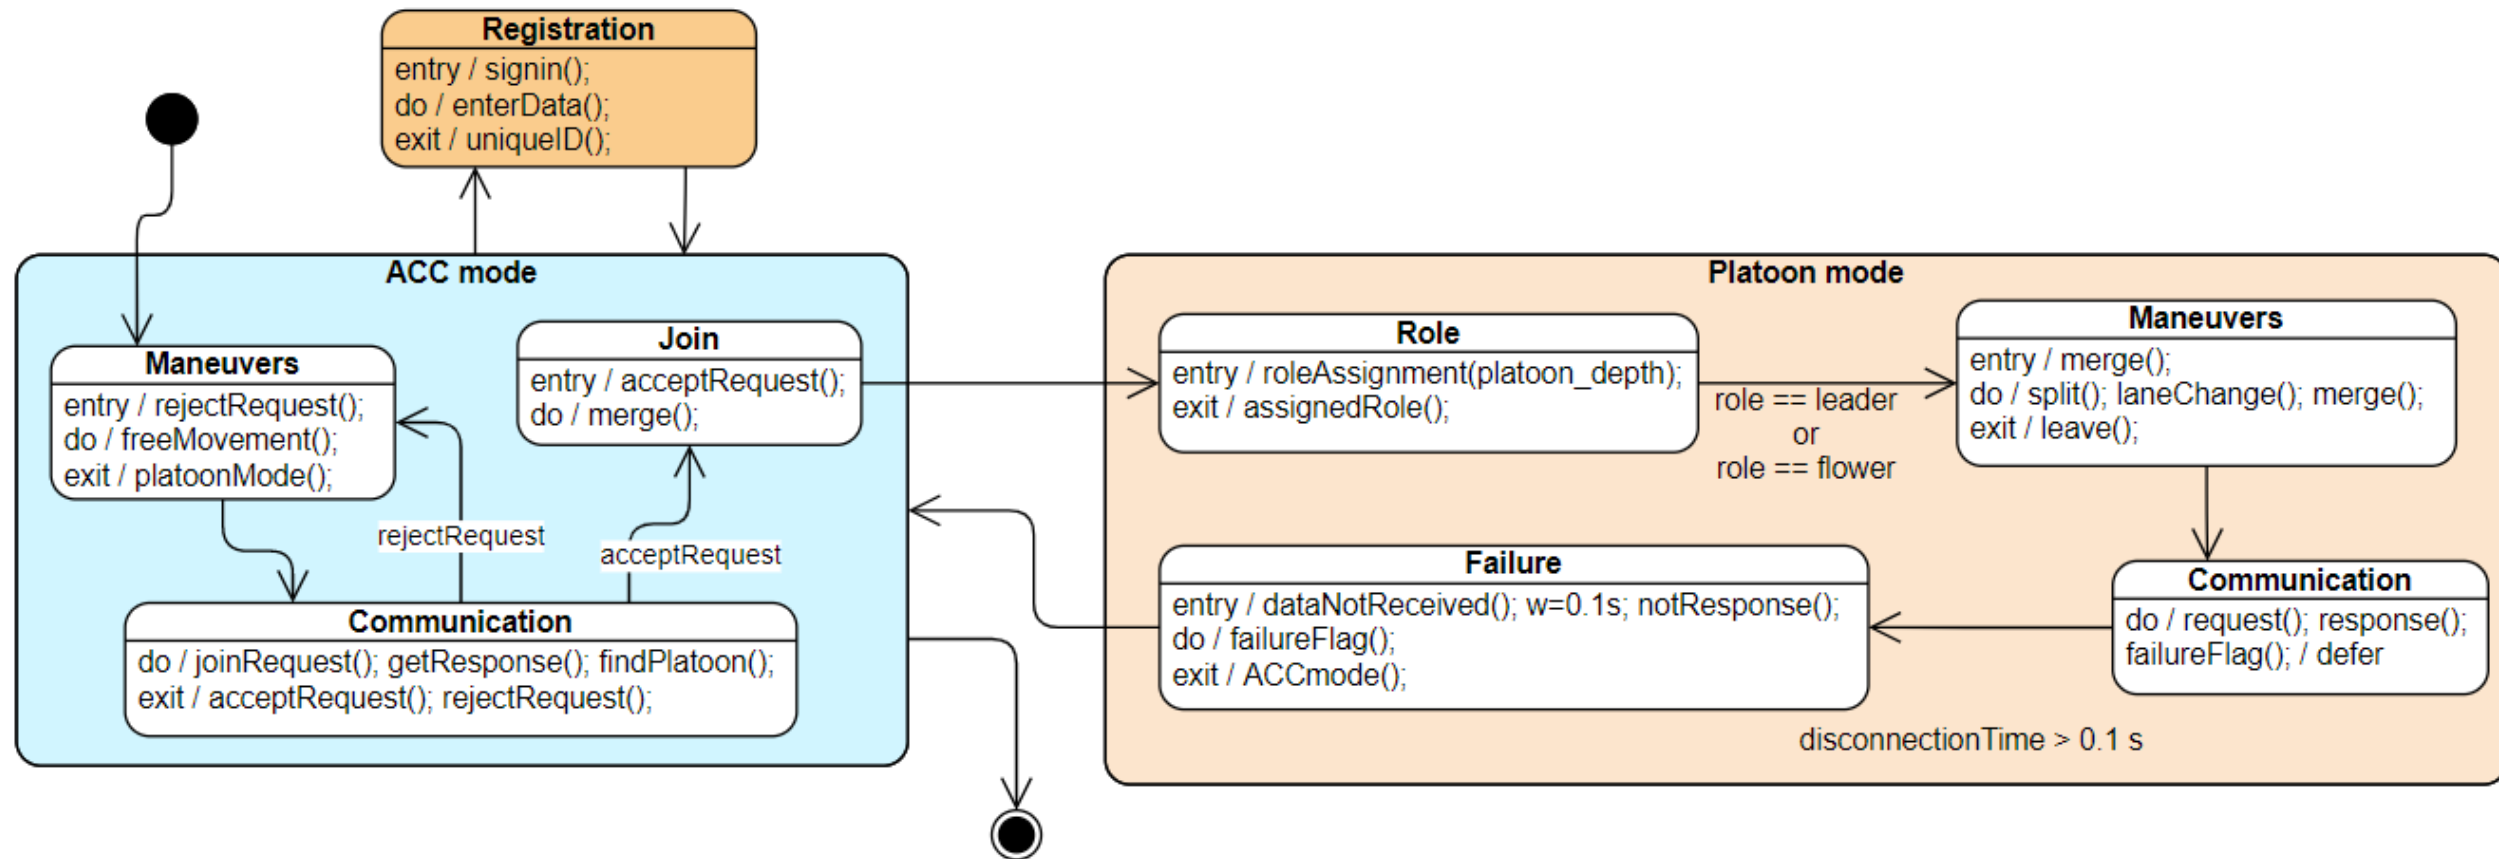 Registration
entry / signin();
do / enterData();
exit / uniqueID();
ACC mode
Maneuvers
entry / rejectRequest();
do / freeMovement();
exit / platoonMode();
Join
entry / acceptRequest();
do / merge();
rejectRequest
acceptRequest
Communication
do / joinRequest(); getResponse(); findPlatoon();
exit / acceptRequest(); rejectRequest();
Platoon mode
Role
entry / roleAssignment(platoon_depth);
exit / assignedRole();
role == leader
or
role == flower
Maneuvers
entry / merge();
do / split(); laneChange(); merge();
exit / leave();
Failure
entry / dataNotReceived(); w=0.1s; notResponse();
do / failureFlag();
exit / ACCmode();
Communication
do / request(); response();
failureFlag(); / defer
disconnectionTime > 0.1 s